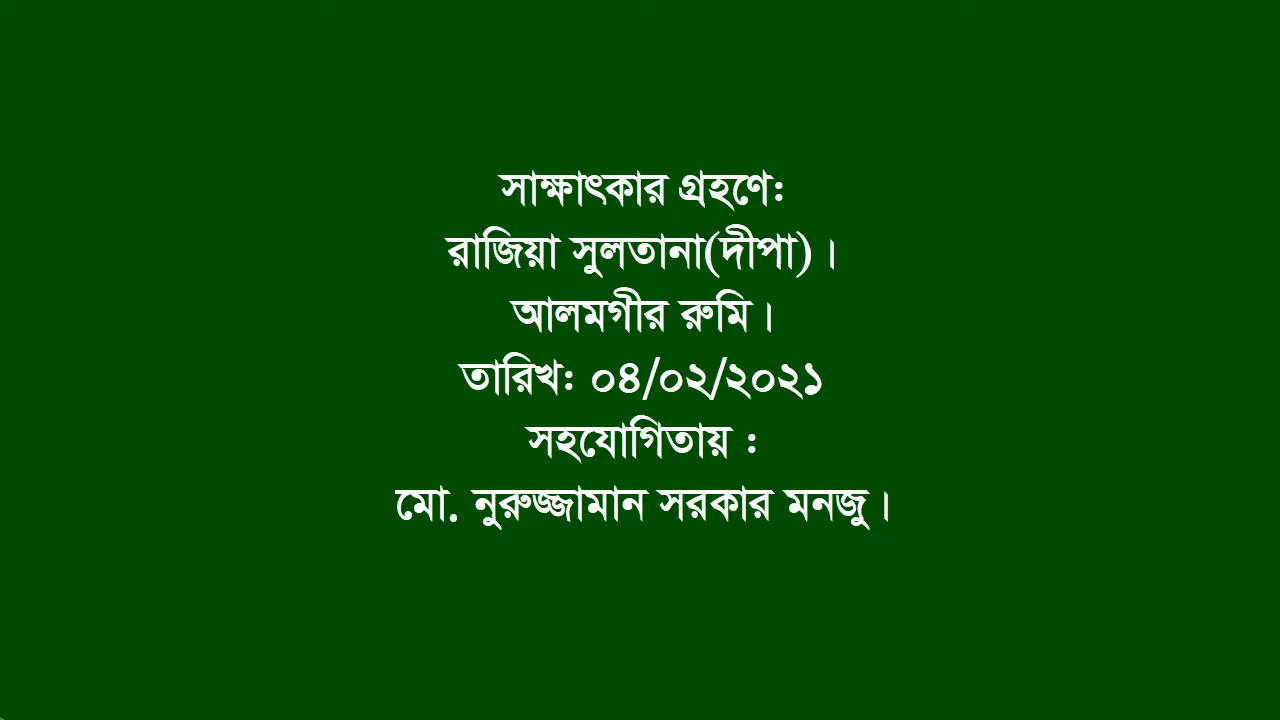 সাক্ষাৎকার গ্রহণে:
রাজিয়া সুলতানা(দীপা)।
আলমগীর রুমি।
তারিখ: ০৪/০২/২০২১
সহযোগিতায় :
মো. নুরুজ্জামান সরকার মনজু।